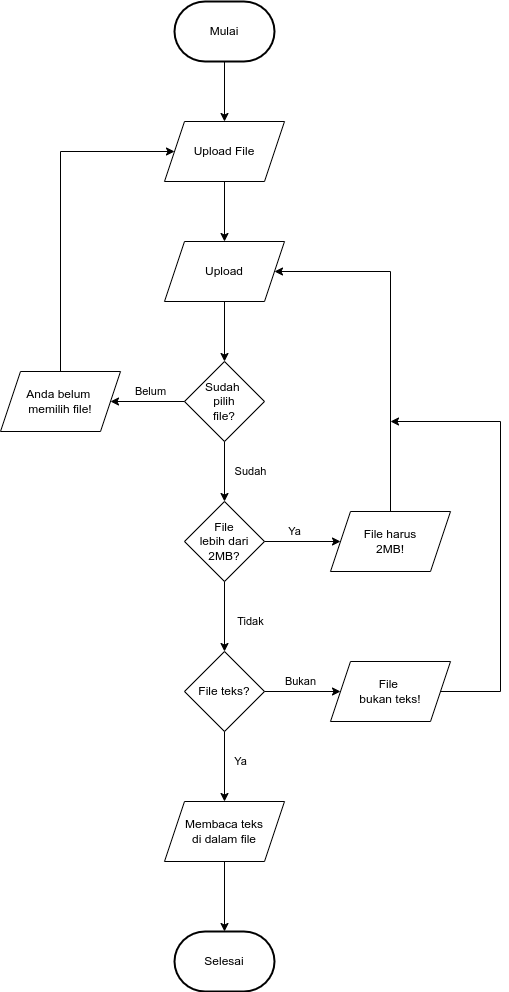 Mulai
Upload File
Upload
Sudah
pilih
file?
Belum
Anda belum
memilih file!
Sudah
File
lebih dari
2MB?
Ya
File harus
2MB!
Tidak
File teks?
Bukan
File
bukan teks!
Ya
Membaca teks
di dalam file
Selesai